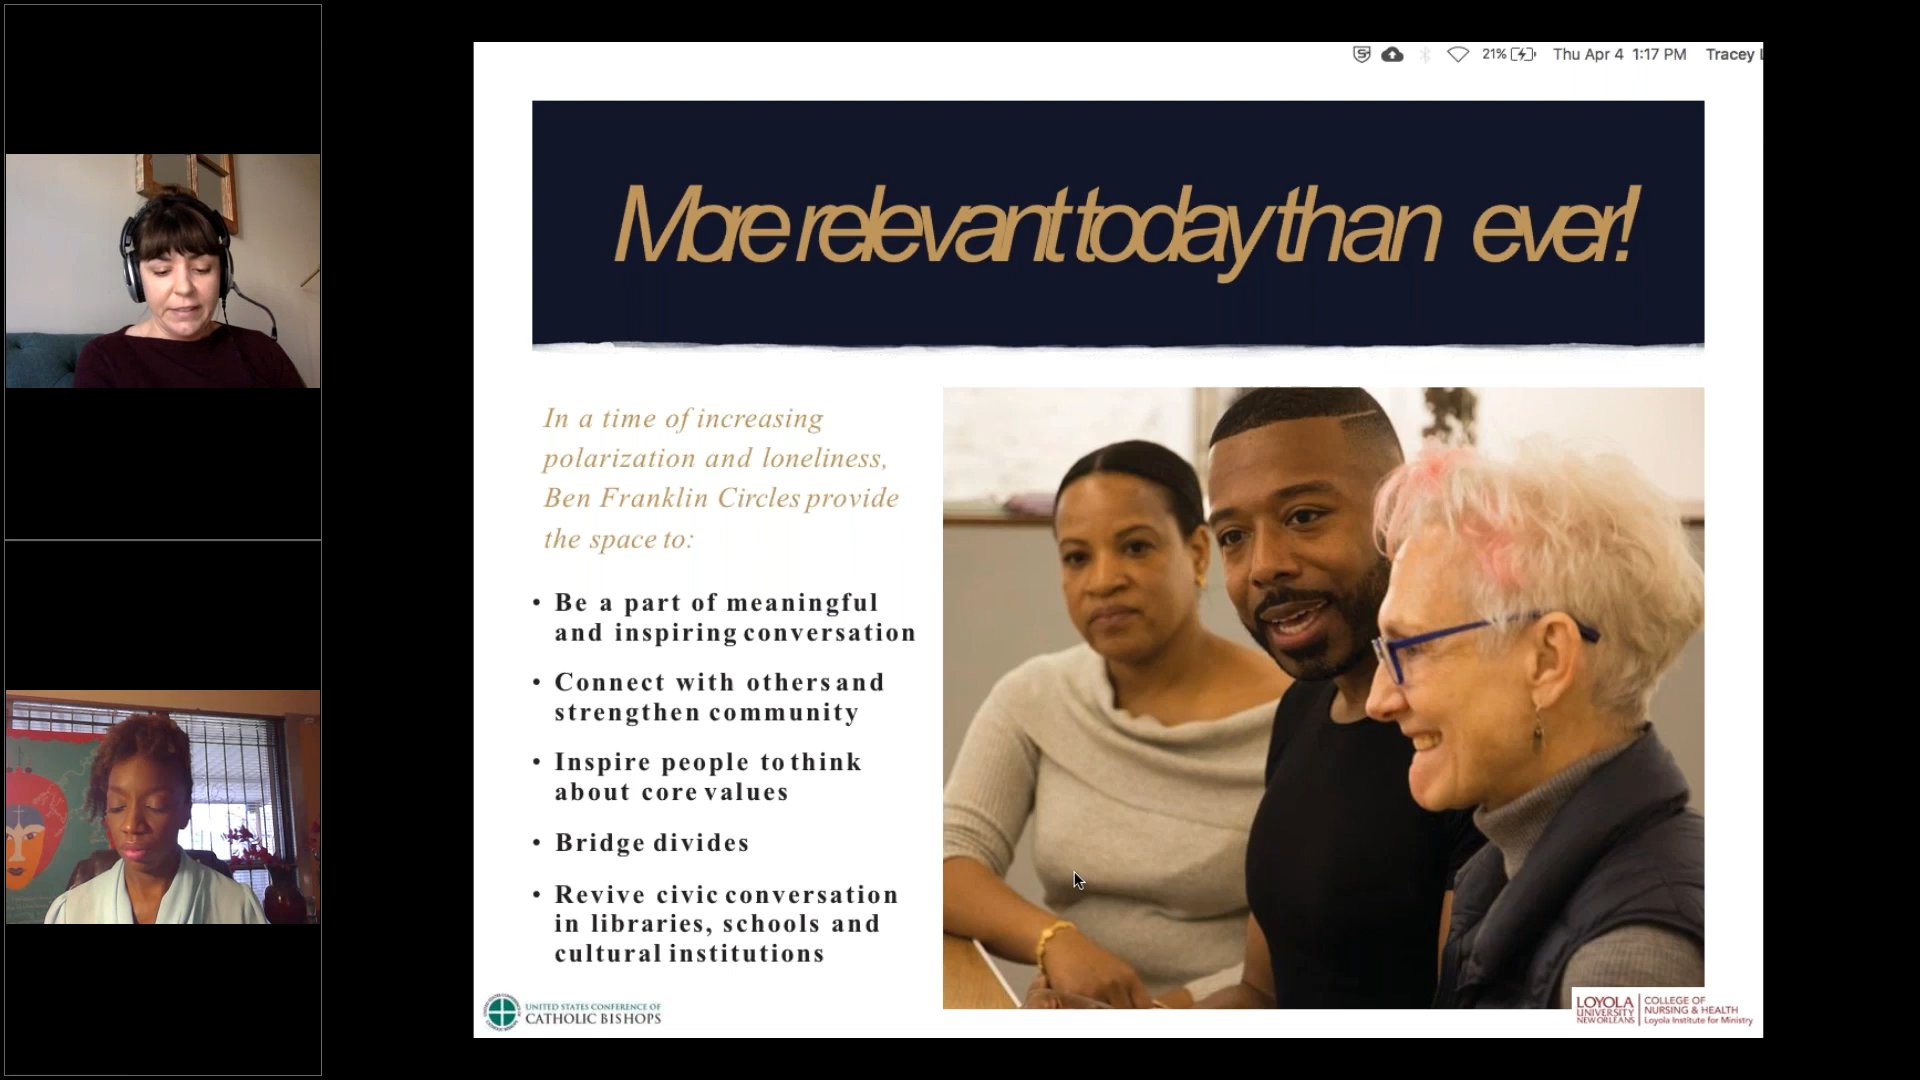 21% Thu Apr 4 1:17 PM Tracey
More relevant today than ever!
In a time of increasing
polarization and loneliness,
Ben Franklin Circles provide
the space to:
• Be a part of meaningful
and inspiring conversation
• Connect with others and
strengthen community
• Inspire people to think
about core values
• Bridge divides
• Revive civic conversation
in libraries, schools and
cultural institutions
UNITED STATES CONFERENCE OF
CATHOLIC BISHOPS
LOYOLA
UNIVERSITY
NEW ORLEANS
COLLEGE OF
NURSING & HEALTH
Loyola Institute for Ministry